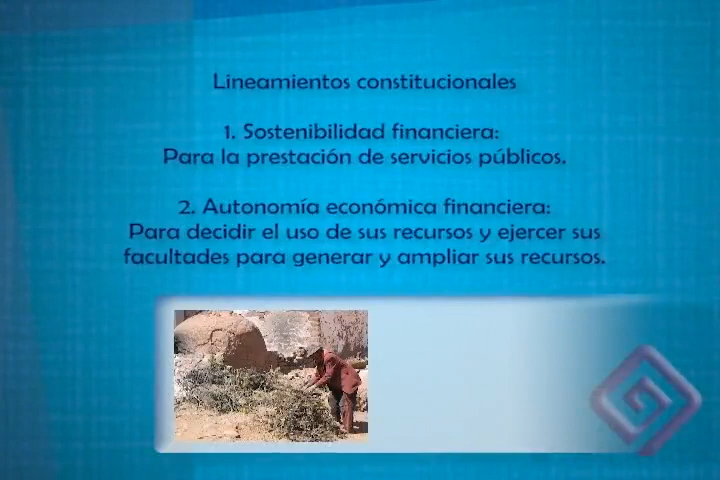 Lineamientos constitucionales
1. Sostenibilidad financiera:
Para la prestación de servicios públicos.
2. Autonomía económica financiera:
Para decidir el uso de sus recursos y ejercer sus
facultades para generar y ampliar sus recursos.